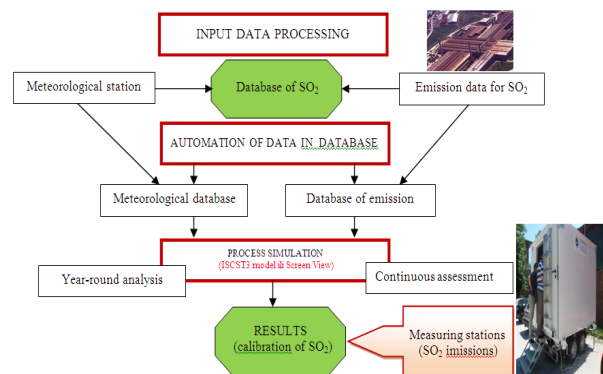 INPUT DATA PROCESSING
Meteorological station
Database of SO₂
Emission data for SO₂
AUTOMATION OF DATA IN DATABASE
Meteorological database
Database of emission
PROCESS SIMULATION
(ISCST3 model ili Screen View)
Year-round analysis
Continuous assessment
RESULTS
(calibration of SO₂)
Measuring stations
(SO₂ imissions)